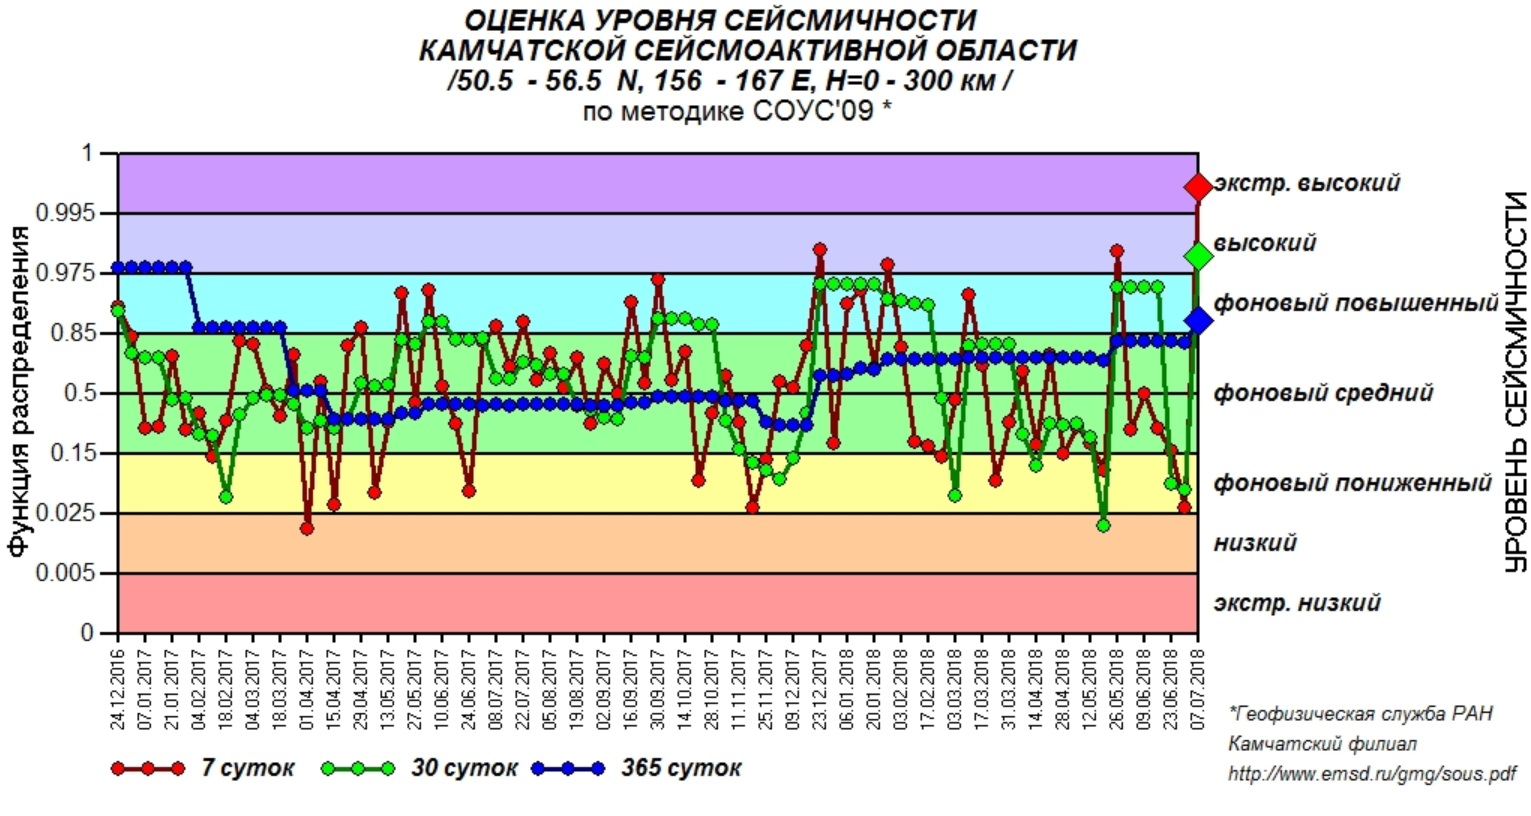 ОЦЕНКА УРОВНЯ СЕЙСМИЧНОСТИ
КАМЧАТСКОЙ СЕЙСМОАКТИВНОЙ ОБЛАСТИ
/50.5 - 56.5 N, 156 - 167 E, H=0 - 300 км /
по методике СОУС'09 *
Функция распределения
1
0.995
0.975
0.85
0.5
0.15
0.025
0.005
0
экстр. высокий
высокий
фоновый повышенный
фоновый средний
фоновый пониженный
низкий
экстр. низкий
УРОВЕНЬ СЕЙСМИЧНОСТИ
24.12.2016
07.01.2017
21.01.2017
04.02.2017
18.02.2017
04.03.2017
18.03.2017
01.04.2017
15.04.2017
29.04.2017
13.05.2017
27.05.2017
10.06.2017
24.06.2017
08.07.2017
22.07.2017
05.08.2017
19.08.2017
02.09.2017
16.09.2017
30.09.2017
14.10.2017
28.10.2017
11.11.2017
25.11.2017
09.12.2017
23.12.2017
06.01.2018
20.01.2018
03.02.2018
17.02.2018
03.03.2018
17.03.2018
31.03.2018
14.04.2018
28.04.2018
12.05.2018
26.05.2018
09.06.2018
23.06.2018
07.07.2018
7 суток
30 суток
365 суток
*Геофизическая служба РАН
Камчатский филиал
http://www.emsd.ru/gmg/sous.pdf